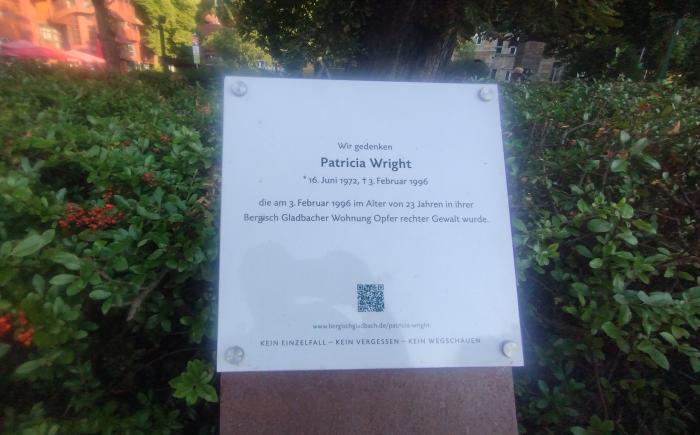 Wir gedenken
Patricia Wright
* 16. Juni 1972, † 3. Februar 1996
die am 3. Februar 1996 im Alter von 23 Jahren in ihrer
Bergisch Gladbacher Wohnung Opfer rechter Gewalt wurde.
www.bergischgladbach.de/patricia-wright
KEIN EINZELFALL – KEIN VERGESSEN – KEIN WEGSCHAUEN